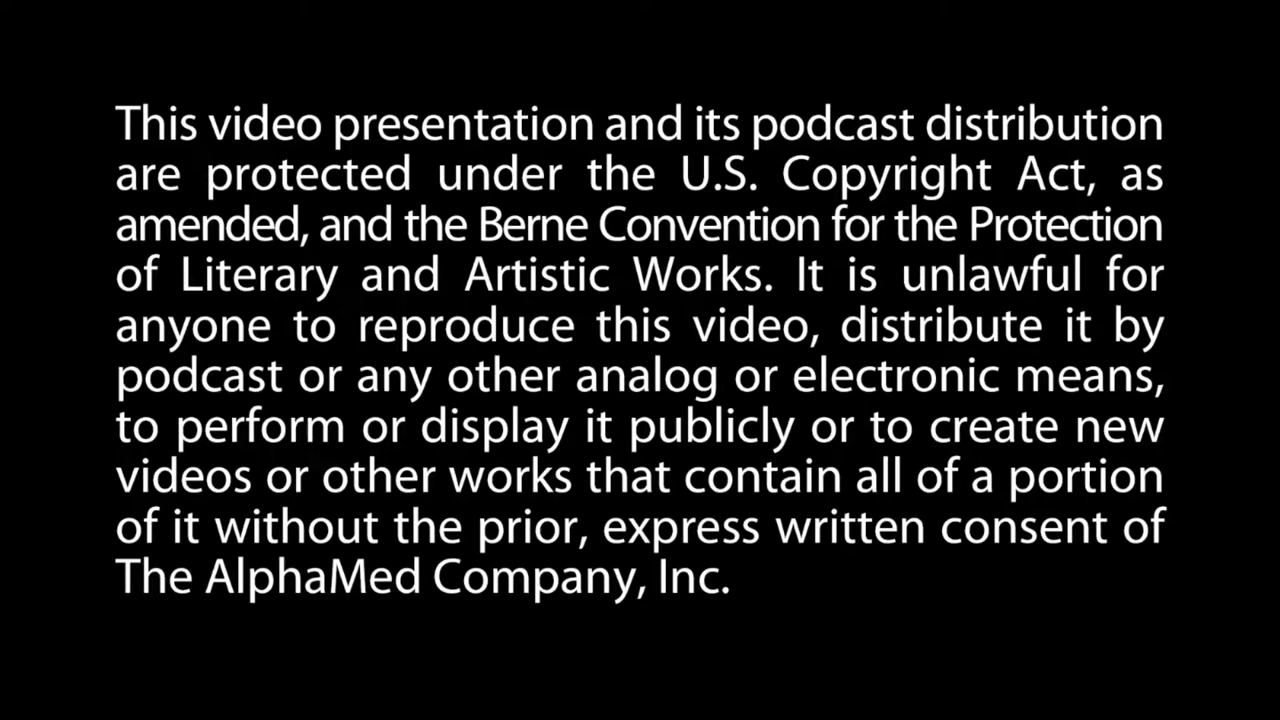 This video presentation and its podcast distribution
are protected under the U.S. Copyright Act, as
amended, and the Berne Convention for the Protection
of Literary and Artistic Works. It is unlawful for
anyone to reproduce this video, distribute it by
podcast or any other analog or electronic means,
to perform or display it publicly or to create new
videos or other works that contain all of a portion
of it without the prior, express written consent of
The AlphaMed Company, Inc.